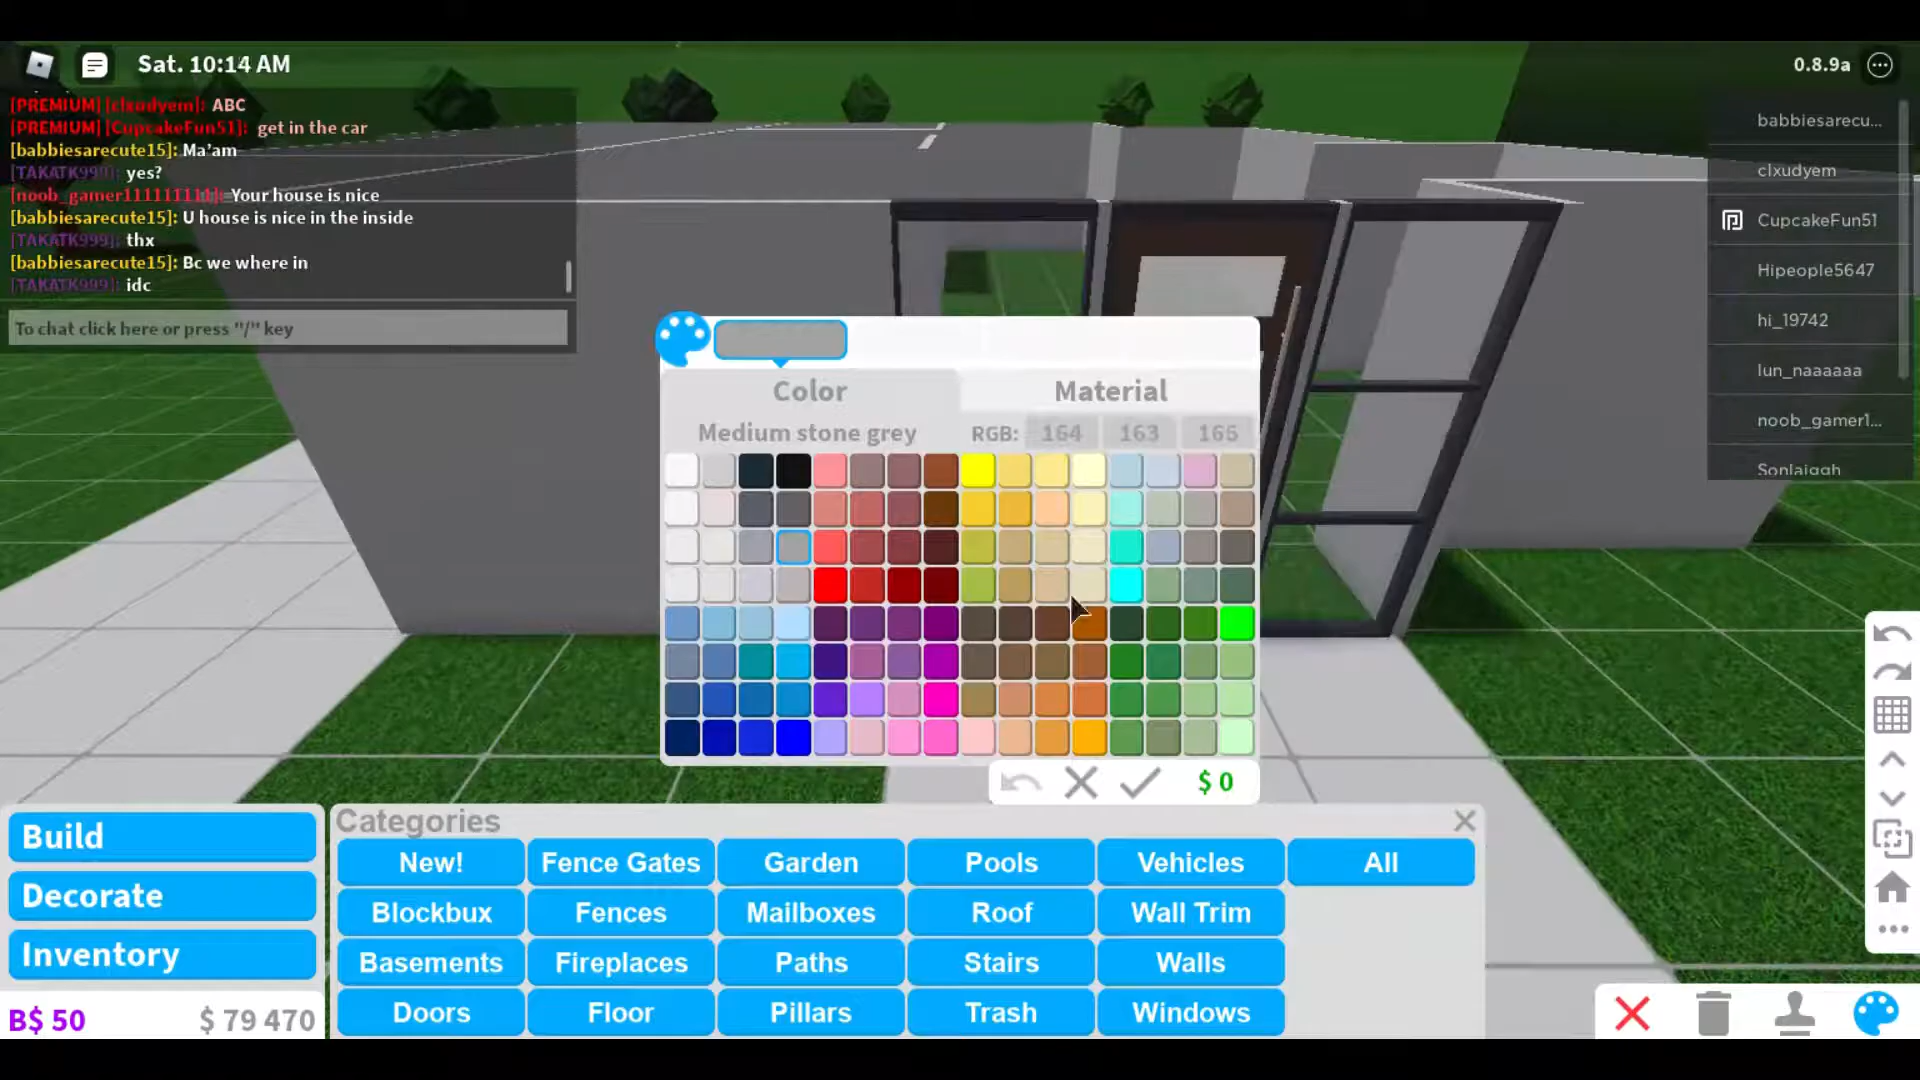 Sat. 10:14 AM
0.8.9a
[PREMIUM] [clxudyem]: ABC
[PREMIUM] [CupcakeFun51]: get in the car
[babbiesarecute15]: Ma'am
[TAKATK999]: yes?
[noob_gamer111111111]: Your house is nice
[babbiesarecute15]: U house is nice in the inside
[TAKATK999]: thx
[babbiesarecute15]: Bc we where in
[TAKATK999]: idc
To chat click here or press "/" key
babbiesarecu...
clxudyem
CupcakeFun51
Hipeople5647
hi_19742
lun_naaaaaa
noob_gamer1...
Sonlaiggh
Color
Material
Medium stone grey
RGB: 164 163 165
$ 0
Build
Decorate
Inventory
B$ 50
$ 79 470
Categories
New!
Fence Gates
Garden
Pools
Vehicles
All
Blockbux
Fences
Mailboxes
Roof
Wall Trim
Basements
Fireplaces
Paths
Stairs
Walls
Doors
Floor
Pillars
Trash
Windows